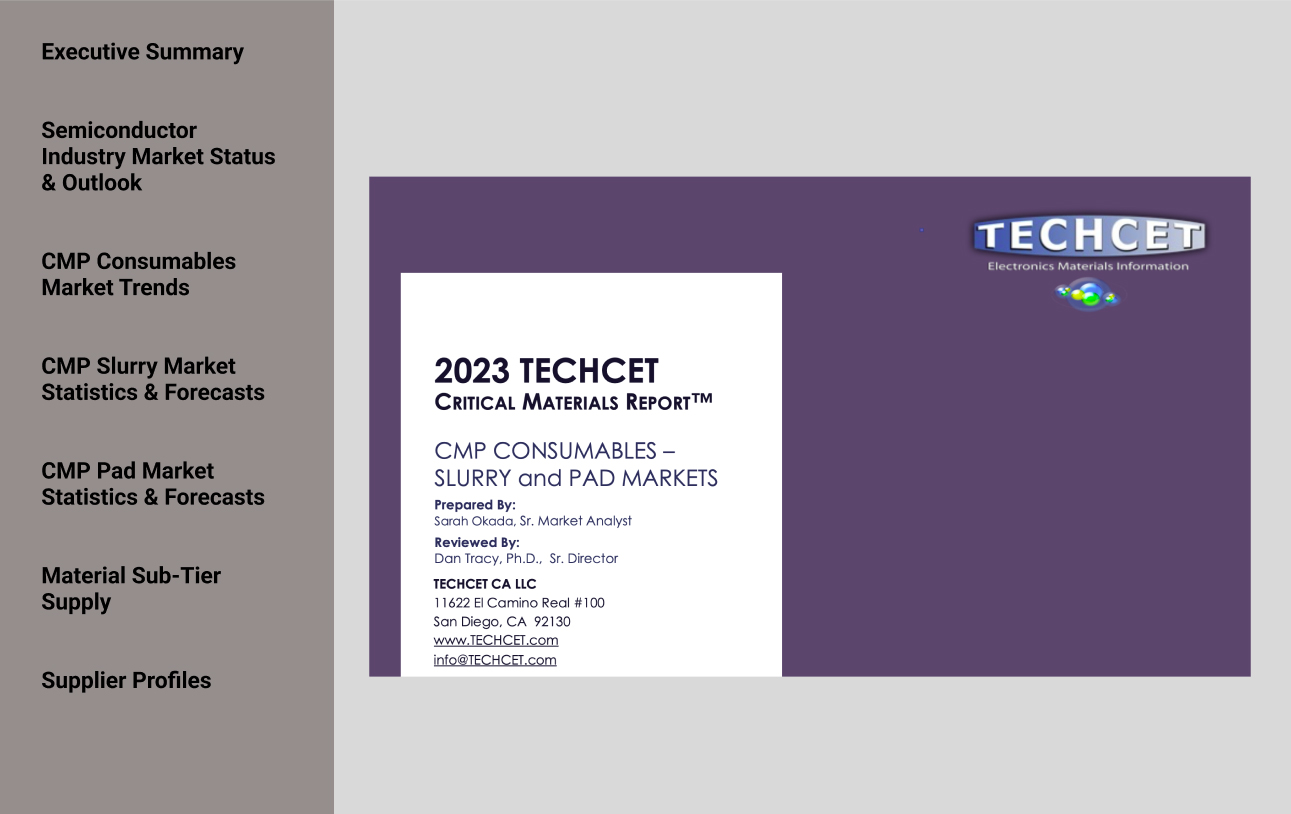 Executive Summary
Semiconductor
Industry Market Status
& Outlook
CMP Consumables
Market Trends
CMP Slurry Market
Statistics & Forecasts
CMP Pad Market
Statistics & Forecasts
Material Sub-Tier
Supply
Supplier Profiles
TECHCET
Electronics Materials Information
2023 TECHCET
CRITICAL MATERIALS REPORT™
CMP CONSUMABLES –
SLURRY and PAD MARKETS
Prepared By:
Sarah Okada, Sr. Market Analyst
Reviewed By:
Dan Tracy, Ph.D., Sr. Director
TECHCET CA LLC
11622 El Camino Real #100
San Diego, CA 92130
www.TECHCET.com
info@TECHCET.com